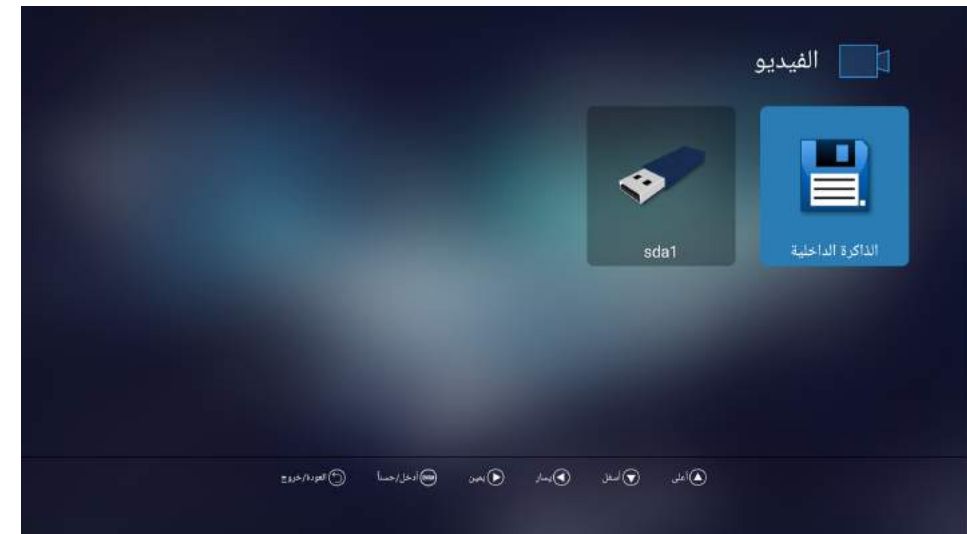 الفيديو
الذاكرة الداخلية
sda1
أعلى أسفل يسار يمين أدخل/حسناً العودة/خروج